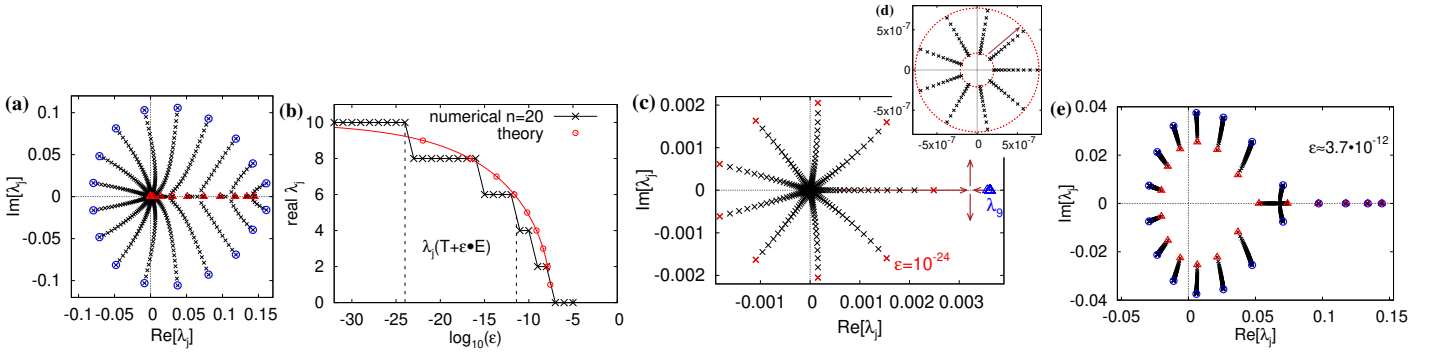 (a)
Im[λj]
0.1
0.05
0
-0.05
-0.1
-0.1 -0.05 0 0.05 0.1 0.15
Re[λj]
(b)
real λj
10
8
6
4
2
0
numerical n=20
theory
λj(T+ε•E)
-30 -25 -20 -15 -10 -5 0
log10(ε)
(c)
0.002
0.001
0
-0.001
-0.002
λ9
ε=10-24
-0.001 0 0.001 0.002 0.003
Re[λj]
(d)
5x10-7
0
-5x10-7
-5x10-7 0 5x10-7
(e)
Im[λj]
0.04
0.02
0
-0.02
-0.04
ε≈3.7•10-12
-0.05 0 0.05 0.1 0.15
Re[λj]